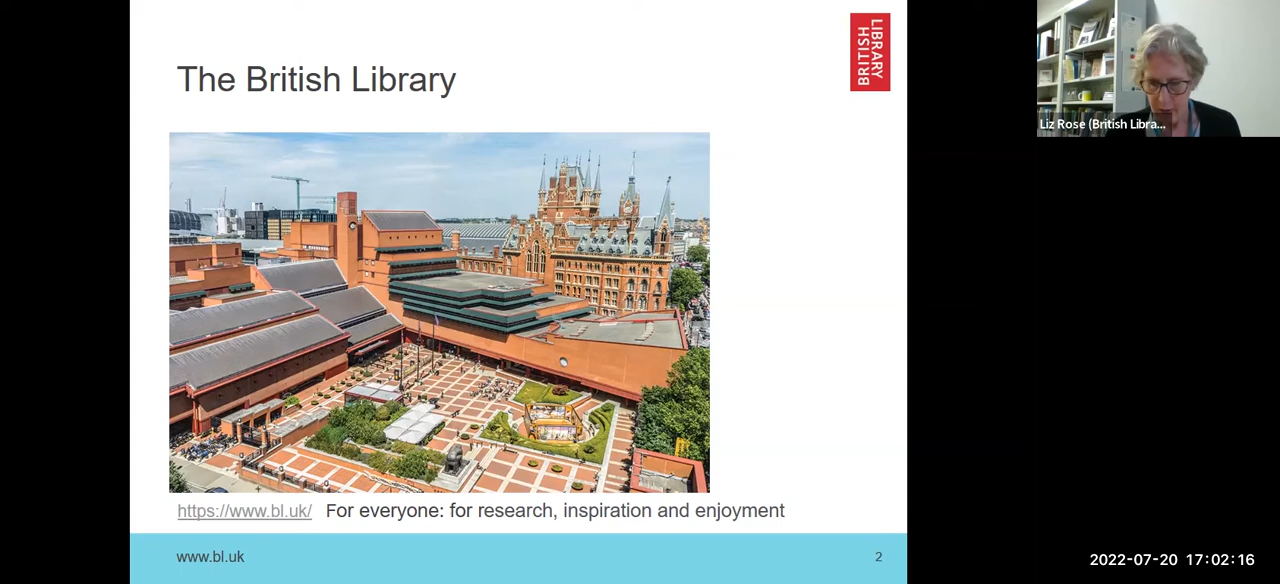 The British Library
BRITISH
LIBRARY
Liz Rose (British Libra...
https://www.bl.uk/ For everyone: for research, inspiration and enjoyment
www.bl.uk 2
2022-07-20 17:02:16